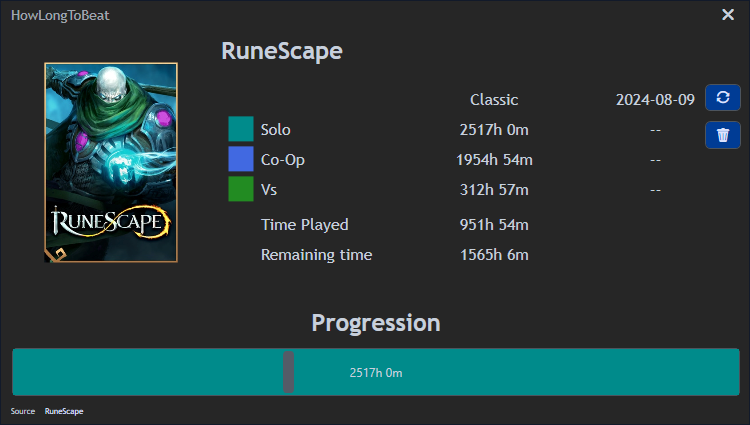 HowLongToBeat
RuneScape
RUNESCAPE
Classic 2024-08-09
Solo 2517h 0m --
Co-Op 1954h 54m --
Vs 312h 57m --
Time Played 951h 54m
Remaining time 1565h 6m
Progression
2517h 0m
Source RuneScape